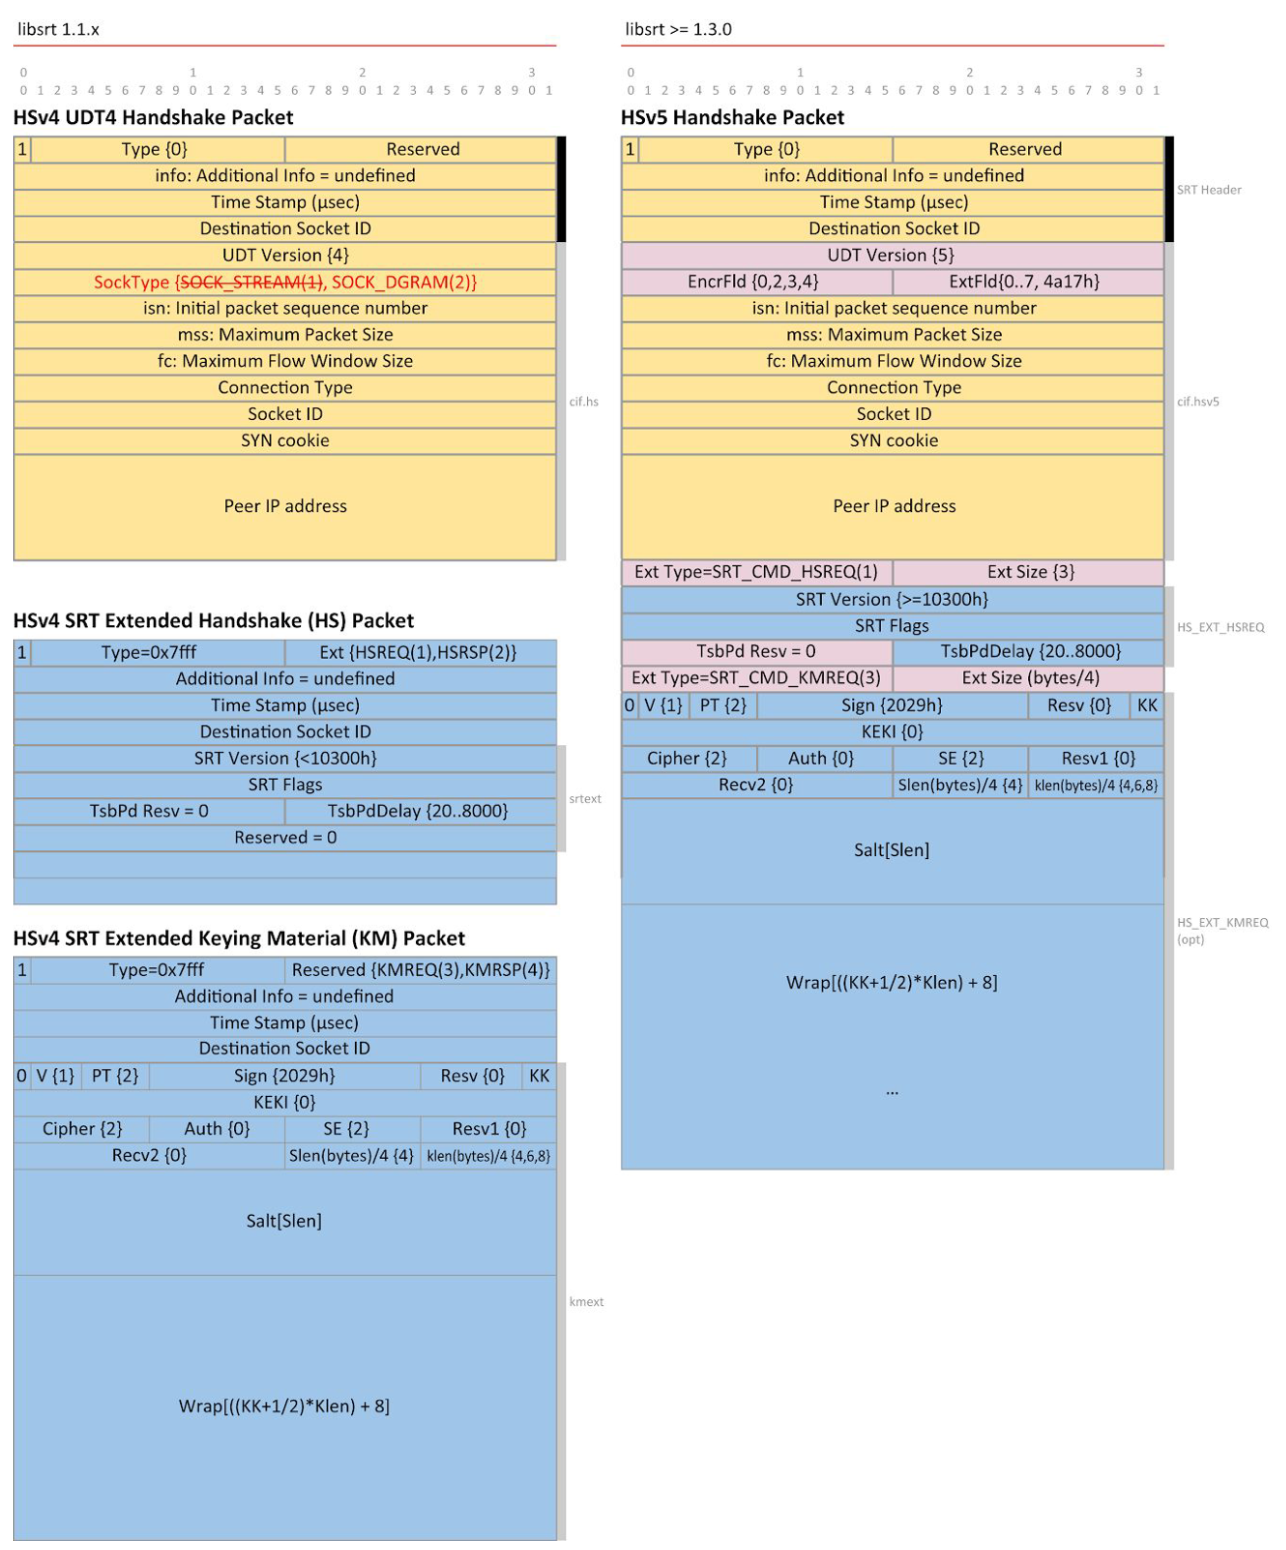 libsrt 1.1.x
0 1 2 3
0 1 2 3 4 5 6 7 8 9 0 1 2 3 4 5 6 7 8 9 0 1 2 3 4 5 6 7 8 9 0 1
HSv4 UDT4 Handshake Packet
1 Type {0} Reserved
info: Additional Info = undefined
Time Stamp (μsec)
Destination Socket ID
UDT Version {4}
SockType {SOCK_STREAM(1), SOCK_DGRAM(2)}
isn: Initial packet sequence number
mss: Maximum Packet Size
fc: Maximum Flow Window Size
Connection Type
cif.hs
Socket ID
SYN cookie
Peer IP address
HSv4 SRT Extended Handshake (HS) Packet
1 Type=0x7fff Ext {HSREQ(1),HSRSP(2)}
Additional Info = undefined
Time Stamp (μsec)
Destination Socket ID
SRT Version {<10300h}
SRT Flags
srtext
TsbPd Resv = 0 TsbPdDelay {20..8000}
Reserved = 0
HSv4 SRT Extended Keying Material (KM) Packet
1 Type=0x7fff Reserved {KMREQ(3),KMRSP(4)}
Additional Info = undefined
Time Stamp (μsec)
Destination Socket ID
0 V {1} PT {2} Sign {2029h} Resv {0} KK
KEKI {0}
Cipher {2} Auth {0} SE {2} Resv1 {0}
Recv2 {0} Slen(bytes)/4 {4} klen(bytes)/4 {4,6,8}
Salt[Slen]
kmext
Wrap[((KK+1/2)*Klen) + 8]
libsrt >= 1.3.0
0 1 2 3
0 1 2 3 4 5 6 7 8 9 0 1 2 3 4 5 6 7 8 9 0 1 2 3 4 5 6 7 8 9 0 1
HSv5 Handshake Packet
1 Type {0} Reserved
info: Additional Info = undefined
SRT Header
Time Stamp (μsec)
Destination Socket ID
UDT Version {5}
EncrFld {0,2,3,4} ExtFld{0..7, 4a17h}
isn: Initial packet sequence number
mss: Maximum Packet Size
fc: Maximum Flow Window Size
Connection Type
cif.hsv5
Socket ID
SYN cookie
Peer IP address
Ext Type=SRT_CMD_HSREQ(1) Ext Size {3}
SRT Version {>=10300h}
SRT Flags
HS_EXT_HSREQ
TsbPd Resv = 0 TsbPdDelay {20..8000}
Ext Type=SRT_CMD_KMREQ(3) Ext Size (bytes/4)
0 V {1} PT {2} Sign {2029h} Resv {0} KK
KEKI {0}
Cipher {2} Auth {0} SE {2} Resv1 {0}
Recv2 {0} Slen(bytes)/4 {4} klen(bytes)/4 {4,6,8}
Salt[Slen]
HS_EXT_KMREQ
(opt)
Wrap[((KK+1/2)*Klen) + 8]
...